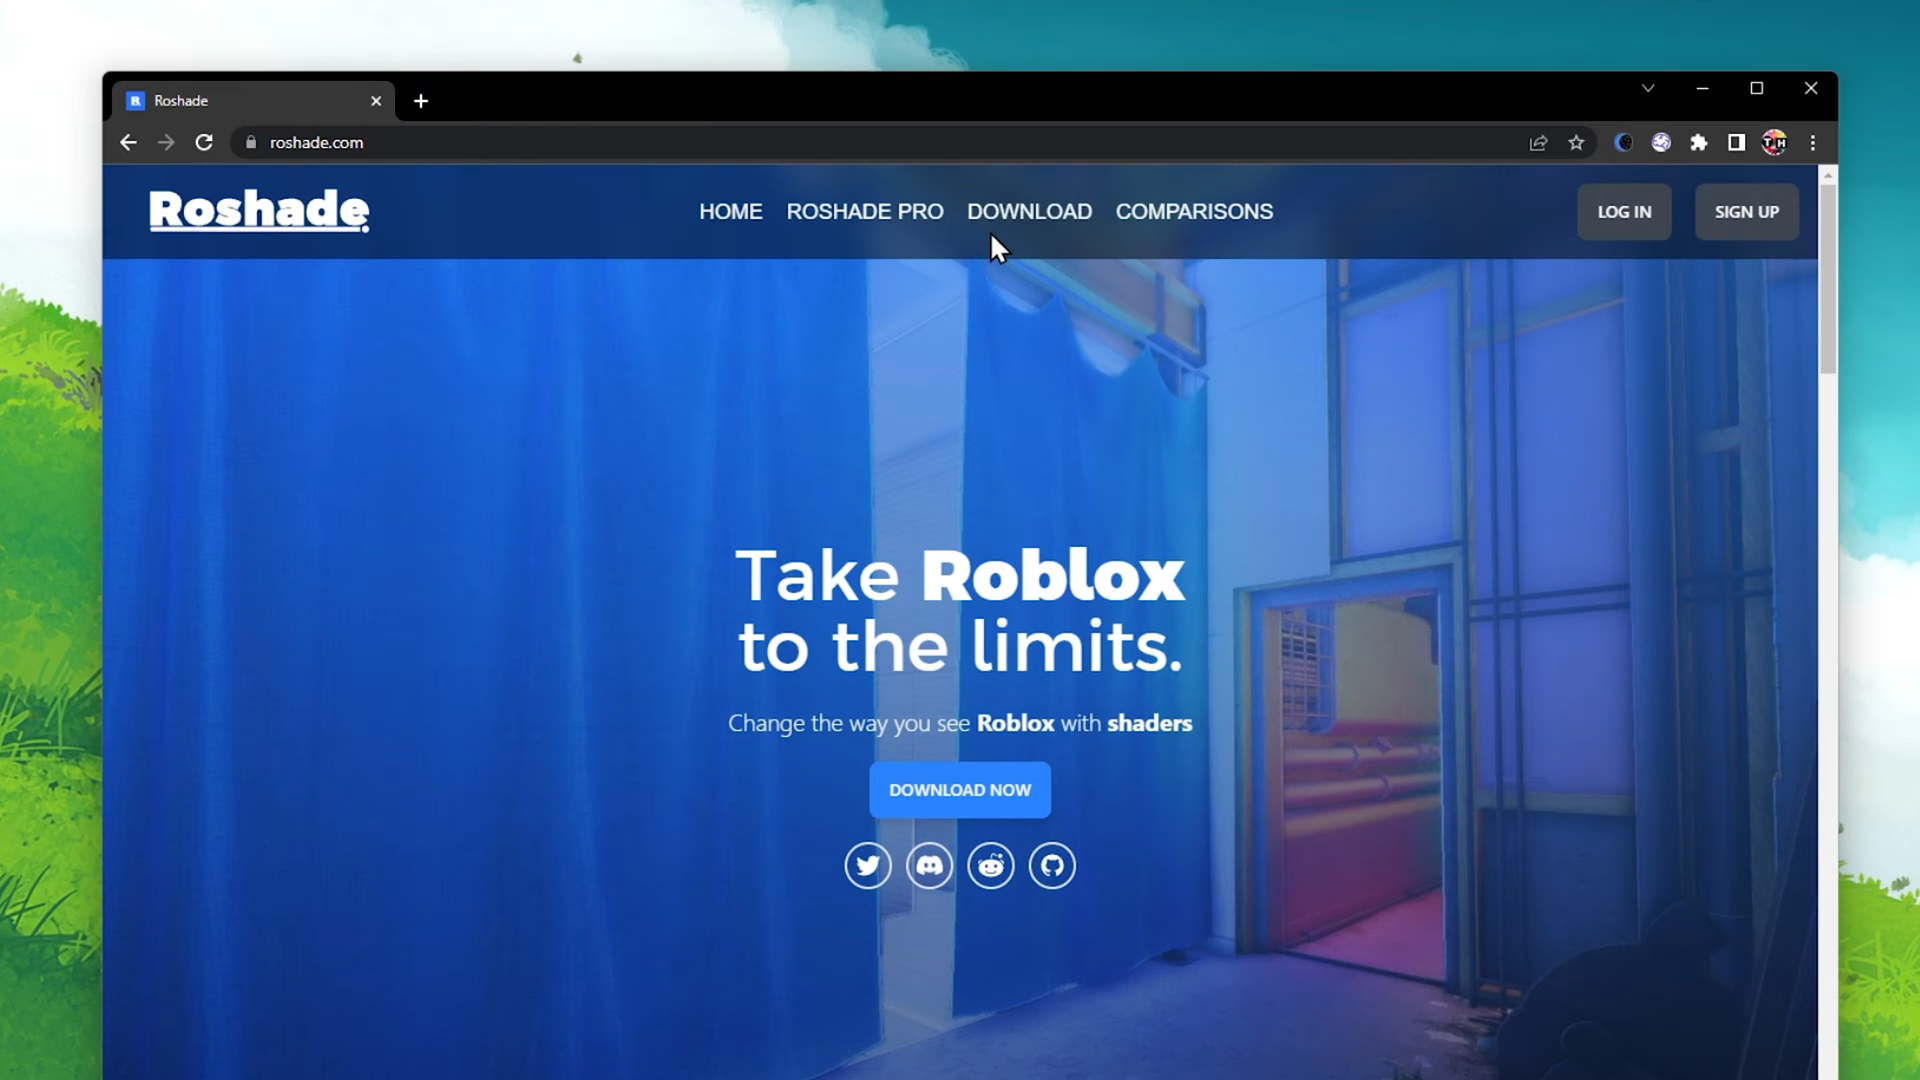 Roshade
roshade.com
Roshade.
HOME ROSHADE PRO DOWNLOAD COMPARISONS
LOG IN
SIGN UP
Take Roblox
to the limits.
Change the way you see Roblox with shaders
DOWNLOAD NOW